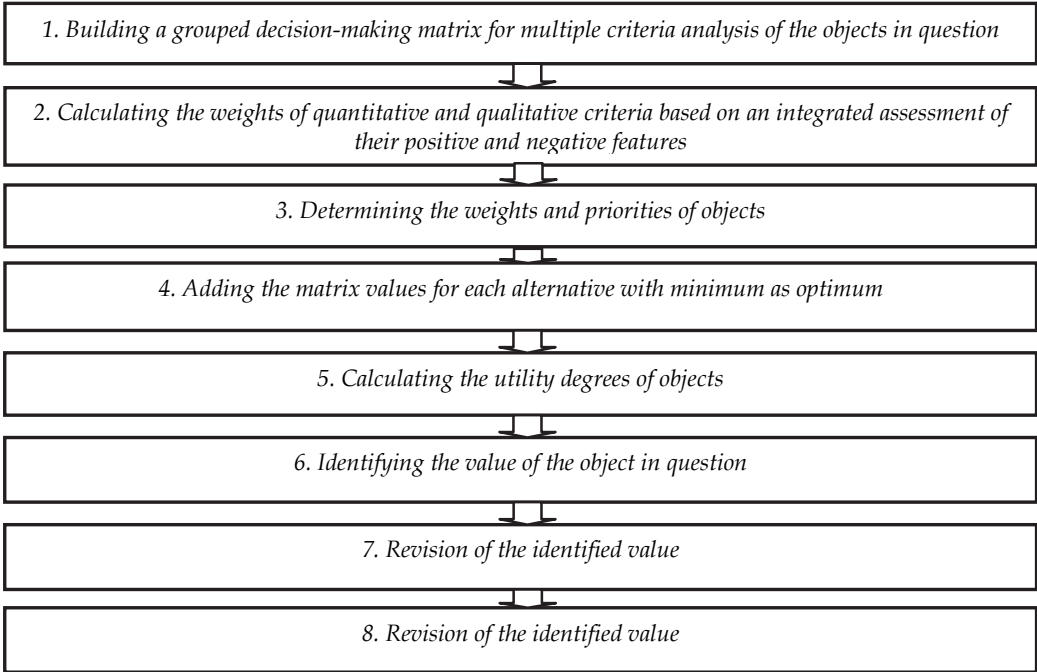 1. Building a grouped decision-making matrix for multiple criteria analysis of the objects in question
2. Calculating the weights of quantitative and qualitative criteria based on an integrated assessment of
their positive and negative features
3. Determining the weights and priorities of objects
4. Adding the matrix values for each alternative with minimum as optimum
5. Calculating the utility degrees of objects
6. Identifying the value of the object in question
7. Revision of the identified value
8. Revision of the identified value